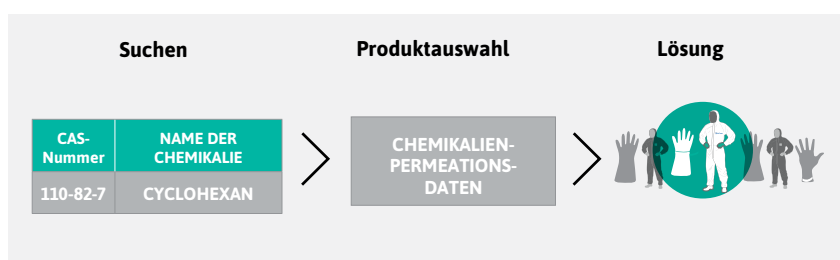 Suchen
Produktauswahl
Lösung
CAS-
Nummer
NAME DER
CHEMIKALIE
110-82-7
CYCLOHEXAN
CHEMIKALIEN-
PERMEATIONS-
DATEN